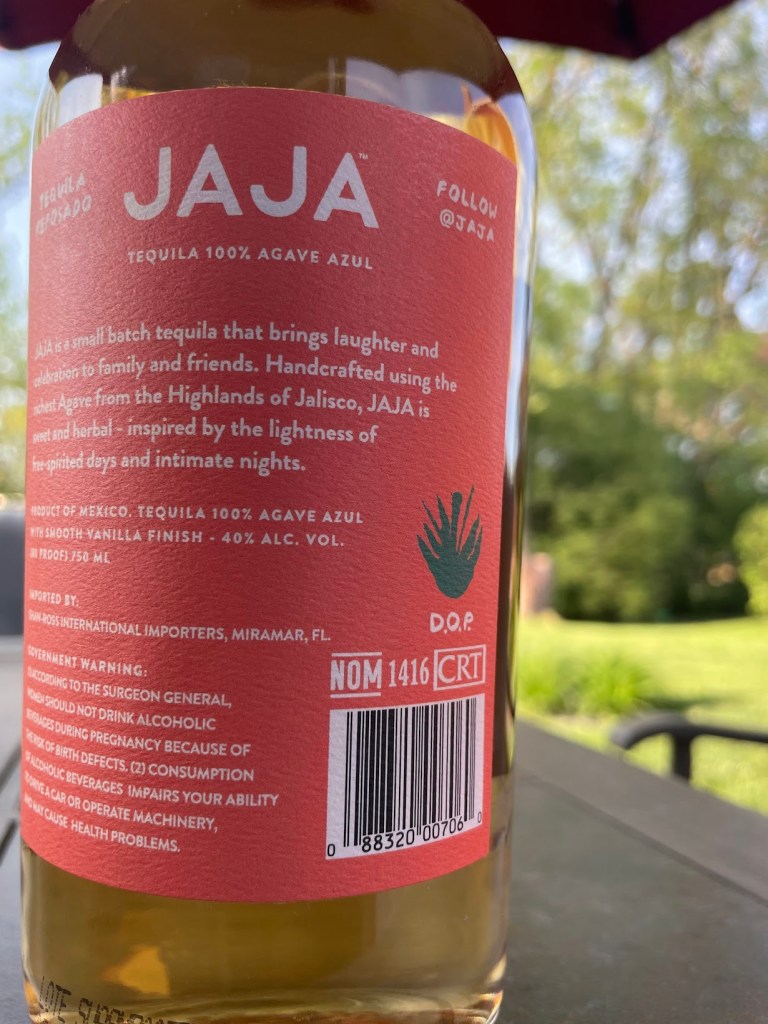 TEQUILA
REPOSADO
JAJA™
FOLLOW
@JAJA
TEQUILA 100% AGAVE AZUL
JAJA is a small batch tequila that brings laughter and
celebration to family and friends. Handcrafted using the
richest Agave from the Highlands of Jalisco, JAJA is
sweet and herbal - inspired by the lightness of
free-spirited days and intimate nights.
PRODUCT OF MEXICO. TEQUILA 100% AGAVE AZUL
WITH SMOOTH VANILLA FINISH - 40% ALC. VOL.
(80 PROOF) 750 ML
IMPORTED BY:
SHAW-ROSS INTERNATIONAL IMPORTERS, MIRAMAR, FL.
D.O.P.
NOM 1416 CRT
GOVERNMENT WARNING:
(1) ACCORDING TO THE SURGEON GENERAL,
WOMEN SHOULD NOT DRINK ALCOHOLIC
BEVERAGES DURING PREGNANCY BECAUSE OF
THE RISK OF BIRTH DEFECTS. (2) CONSUMPTION
OF ALCOHOLIC BEVERAGES IMPAIRS YOUR ABILITY
TO DRIVE A CAR OR OPERATE MACHINERY,
AND MAY CAUSE HEALTH PROBLEMS.
0 88320 00706 0
LOTE